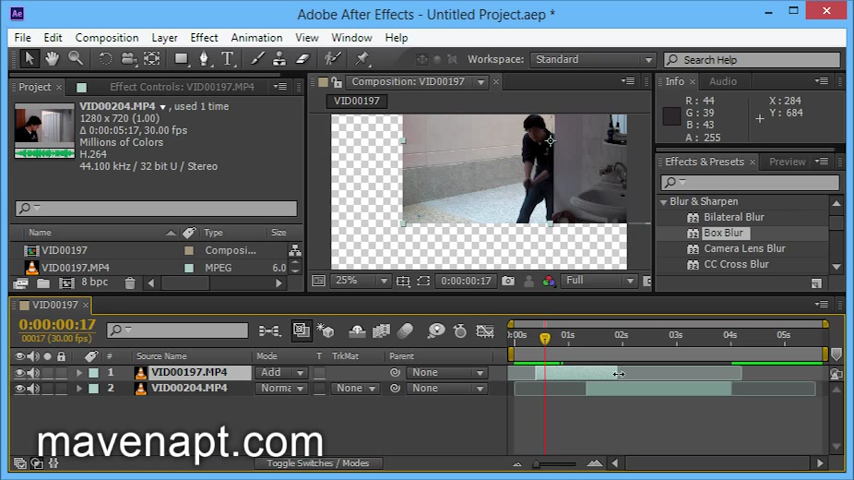 Ae
Adobe After Effects - Untitled Project.aep *
File Edit Composition Layer Effect Animation View Window Help
T
Workspace: Standard
Search Help
Project
Effect Controls: VID00197.MP4
Composition: VID00197
Info Audio
VID00204.MP4 , used 1 time
1280 x 720 (1.00)
Δ 0:00:05:17, 30.00 fps
Millions of Colors
H.264
44.100 kHz / 32 bit U / Stereo
VID00197
R: 44
G: 39
B: 43
A: 255
X: 284
Y: 684
Effects & Presets Preview
Blur & Sharpen
Bilateral Blur
Box Blur
Camera Lens Blur
CC Cross Blur
Name Type Size
VID00197 Composi...
VID00197.MP4 MPEG 6.0
8 bpc
25% 0:00:00:17 Full
VID00197
0:00:00:17
00017 (30.00 fps)
:00s 01s 02s 03s 04s 05s
# Source Name Mode T TrkMat Parent
1 VID00197.MP4 Add None
2 VID00204.MP4 Norma None None
mavenapt.com
Toggle Switches / Modes